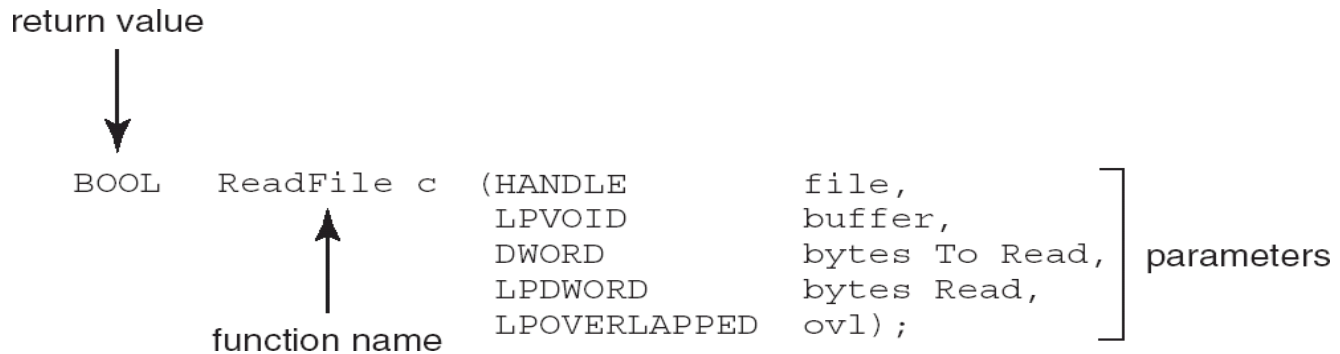 return value
BOOL ReadFile c (HANDLE file,
LPVOID buffer,
DWORD bytes To Read,
LPDWORD bytes Read,
LPOVERLAPPED ovl);
parameters
function name